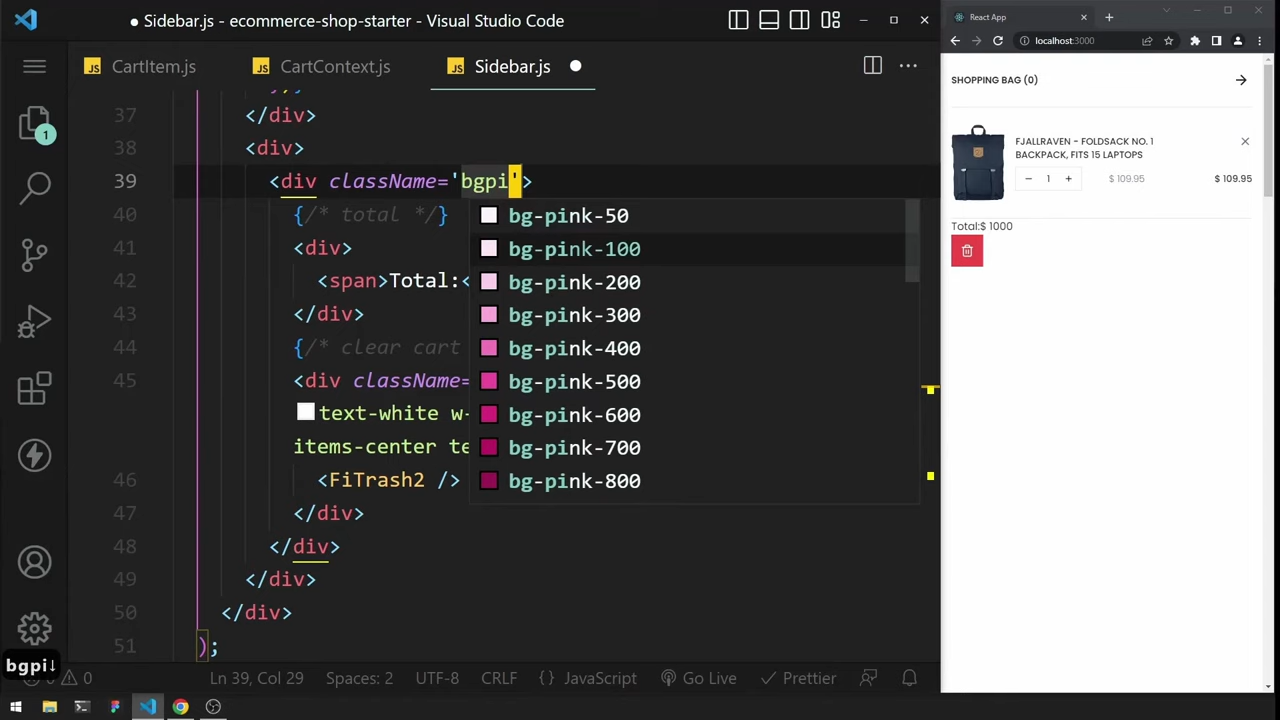 Sidebar.js - ecommerce-shop-starter - Visual Studio Code
JS CartItem.js
JS CartContext.js
JS Sidebar.js
37 </div>
38 <div>
39 <div className='bgpi'>
40 {/* total */}
41 <div>
42 <span>Total:<
43 </div>
44 {/* clear cart
45 <div className=
text-white w-
items-center te
46 <FiTrash2 />
47 </div>
48 </div>
49 </div>
50 </div>
51 );
bg-pink-50
bg-pink-100
bg-pink-200
bg-pink-300
bg-pink-400
bg-pink-500
bg-pink-600
bg-pink-700
bg-pink-800
1
bgpi↓
0 0
Ln 39, Col 29
Spaces: 2
UTF-8
CRLF
{} JavaScript
Go Live
Prettier
React App
localhost:3000
SHOPPING BAG (0)
FJALLRAVEN - FOLDSACK NO. 1
BACKPACK, FITS 15 LAPTOPS
− 1 + $ 109.95 $ 109.95
Total:$ 1000